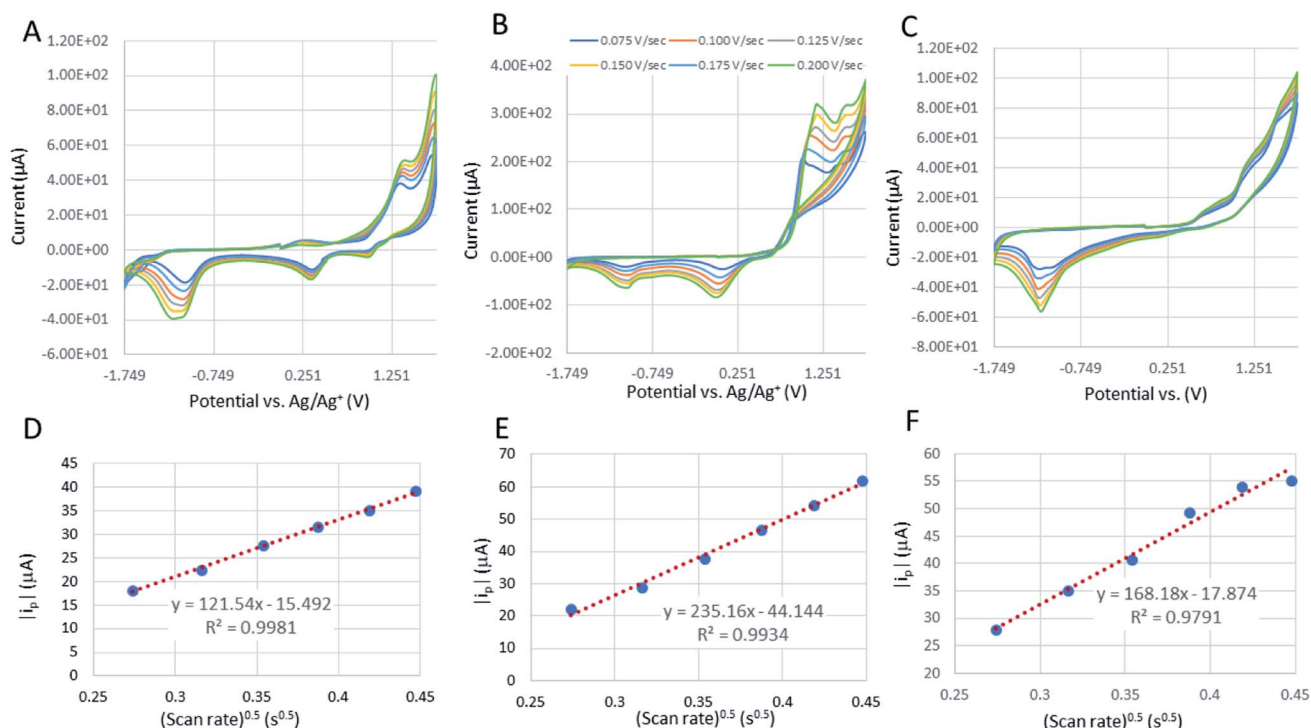 A
1.20E+02
1.00E+02
8.00E+01
6.00E+01
4.00E+01
2.00E+01
0.00E+00
-2.00E+01
-4.00E+01
-6.00E+01
Current (µA)
-1.749 -0.749 0.251 1.251
Potential vs. Ag/Ag⁺ (V)
B
0.075 V/sec 0.100 V/sec 0.125 V/sec
0.150 V/sec 0.175 V/sec 0.200 V/sec
4.00E+02
3.00E+02
2.00E+02
1.00E+02
0.00E+00
-1.00E+02
-2.00E+02
Current (µA)
-1.749 -0.749 0.251 1.251
Potential vs. Ag/Ag⁺ (V)
C
1.20E+02
1.00E+02
8.00E+01
6.00E+01
4.00E+01
2.00E+01
0.00E+00
-2.00E+01
-4.00E+01
-6.00E+01
-8.00E+01
Current (µA)
-1.749 -0.749 0.251 1.251
Potential vs. (V)
D
45
40
35
30
25
20
15
10
5
0
|iₚ| (µA)
y = 121.54x - 15.492
R² = 0.9981
0.25 0.3 0.35 0.4 0.45
(Scan rate)⁰·⁵ (s⁰·⁵)
E
70
60
50
40
30
20
10
0
|iₚ| (µA)
y = 235.16x - 44.144
R² = 0.9934
0.25 0.3 0.35 0.4 0.45
(Scan rate)⁰·⁵ (s⁰·⁵)
F
60
55
50
45
40
35
30
25
20
|iₚ| (µA)
y = 168.18x - 17.874
R² = 0.9791
0.25 0.3 0.35 0.4 0.45
(Scan rate)⁰·⁵ (s⁰·⁵)